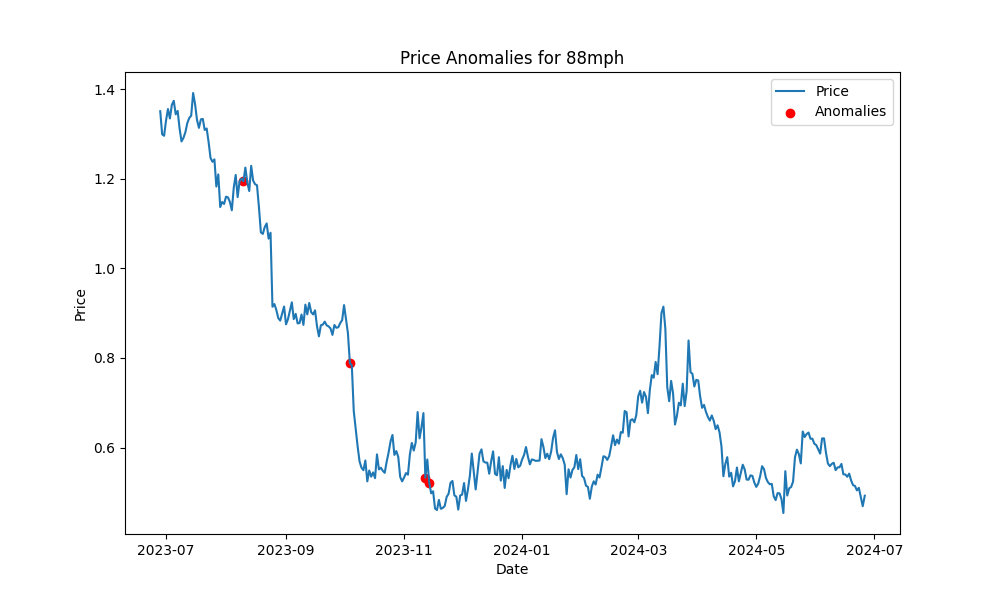 Price Anomalies for 88mph
Price
Anomalies
1.4
1.2
1.0
0.8
0.6
Price
2023-07
2023-09
2023-11
2024-01
2024-03
2024-05
2024-07
Date